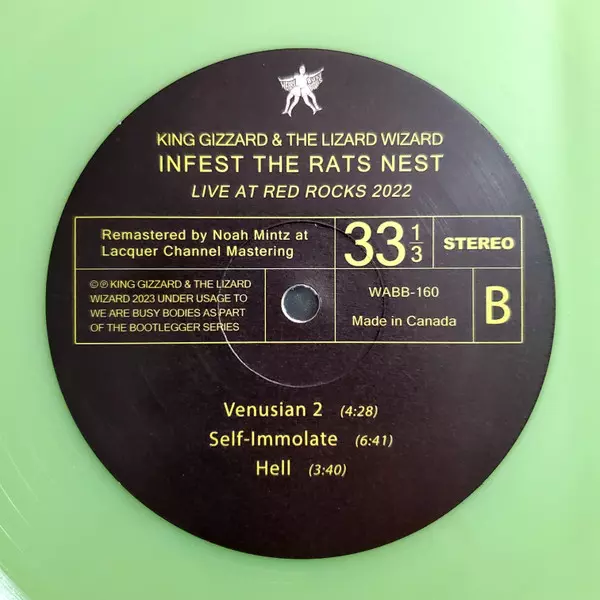 KING GIZZARD & THE LIZARD WIZARD
INFEST THE RATS NEST
LIVE AT RED ROCKS 2022
Remastered by Noah Mintz at
Lacquer Channel Mastering
33 1/3
STEREO
© ℗ KING GIZZARD & THE LIZARD
WIZARD 2023 UNDER USAGE TO
WE ARE BUSY BODIES AS PART
OF THE BOOTLEGGER SERIES
WABB-160
Made in Canada
B
Venusian 2 (4:28)
Self-Immolate (6:41)
Hell (3:40)